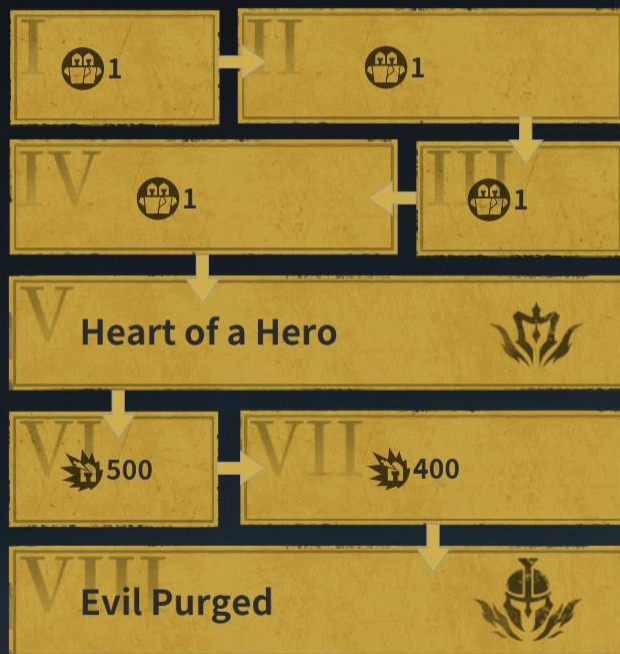 I 1
II 1
IV 1
III 1
V Heart of a Hero
VI 500
VII 400
VIII Evil Purged